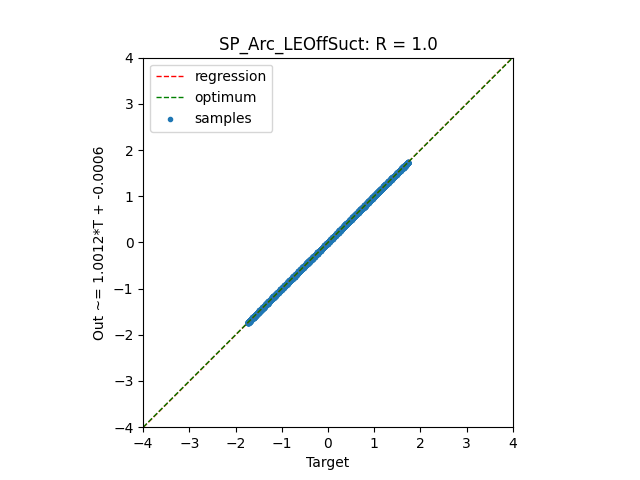 SP_Arc_LEOffSuct: R = 1.0
regression
optimum
samples
4
3
2
1
0
−1
−2
−3
−4
Out ~= 1.0012*T + -0.0006
−4 −3 −2 −1 0 1 2 3 4
Target